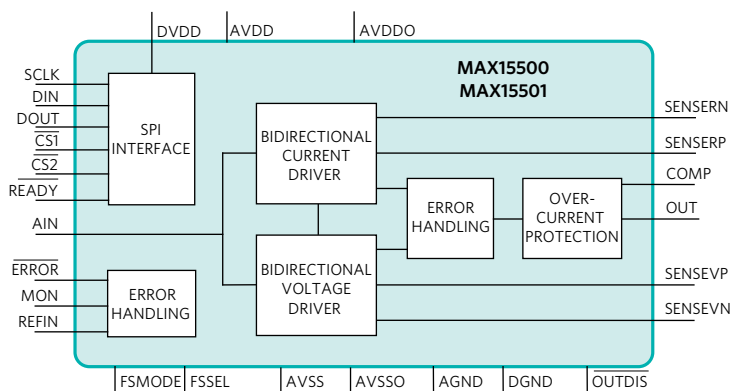 DVDD
AVDD
AVDDO
MAX15500
MAX15501
SCLK
DIN
DOUT
CS1
CS2
READY
AIN
ERROR
MON
REFIN
SPI
INTERFACE
BIDIRECTIONAL
CURRENT
DRIVER
BIDIRECTIONAL
VOLTAGE
DRIVER
ERROR
HANDLING
ERROR
HANDLING
OVER-
CURRENT
PROTECTION
SENSERN
SENSERP
COMP
OUT
SENSEVP
SENSEVN
FSMODE
FSSEL
AVSS
AVSSO
AGND
DGND
OUTDIS